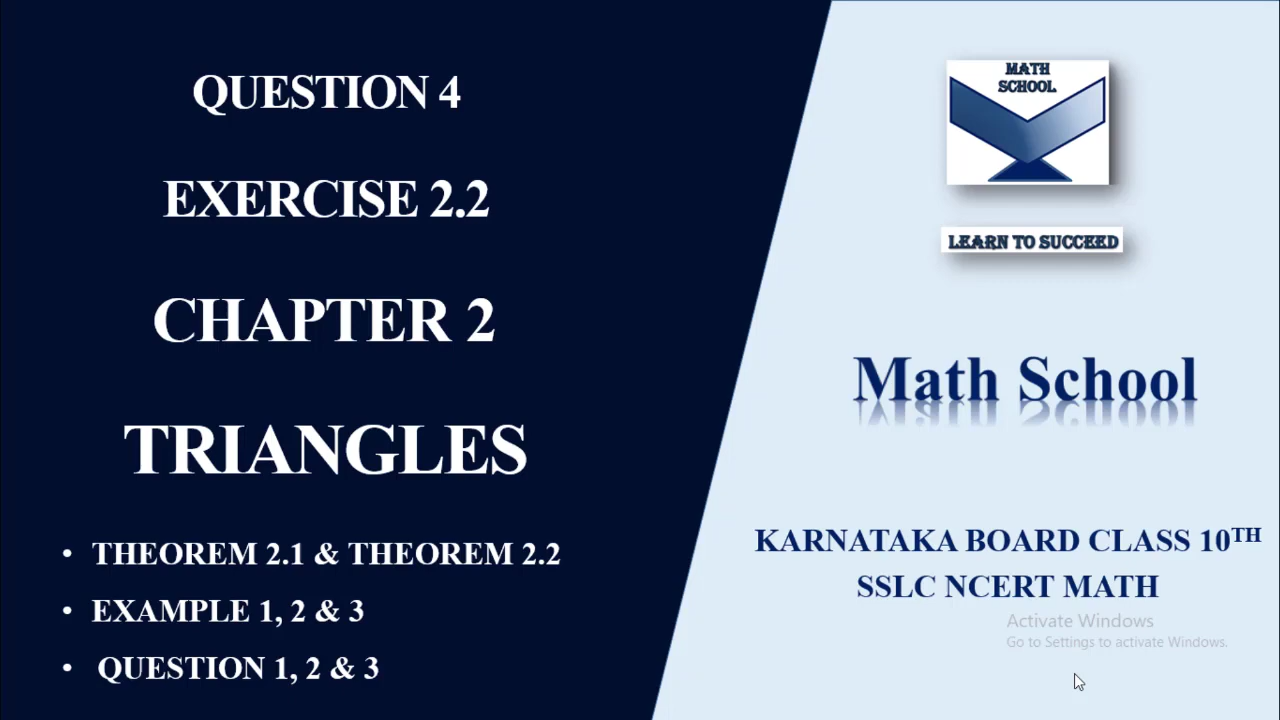 QUESTION 4
EXERCISE 2.2
CHAPTER 2
TRIANGLES
• THEOREM 2.1 & THEOREM 2.2
• EXAMPLE 1, 2 & 3
• QUESTION 1, 2 & 3
MATH
SCHOOL
LEARN TO SUCCEED
Math School
KARNATAKA BOARD CLASS 10TH
SSLC NCERT MATH
Activate Windows
Go to Settings to activate Windows.